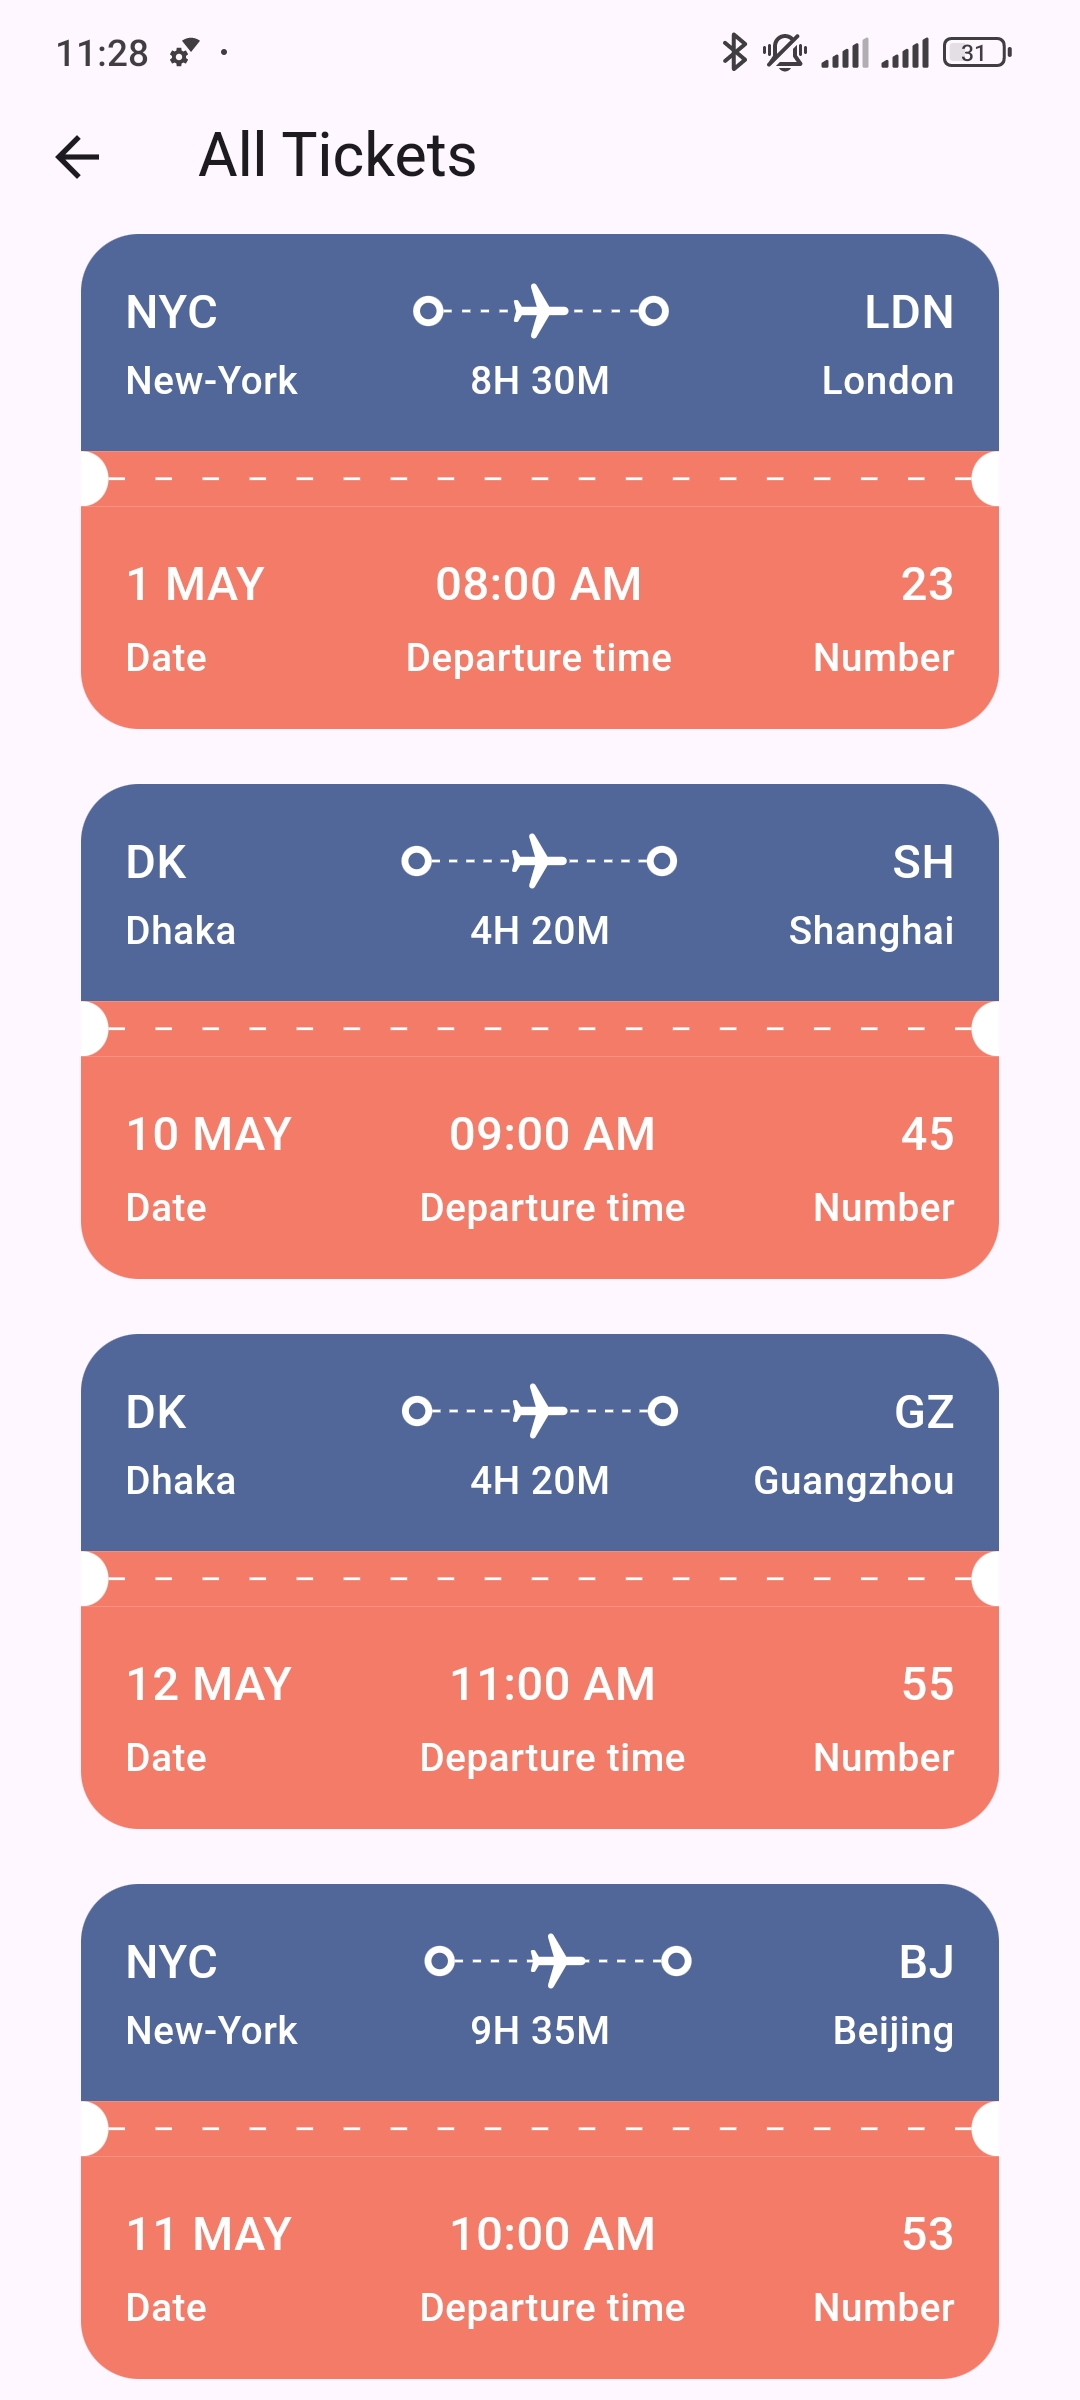 11:28 31
All Tickets
NYC LDN
New-York 8H 30M London
1 MAY 08:00 AM 23
Date Departure time Number
DK SH
Dhaka 4H 20M Shanghai
10 MAY 09:00 AM 45
Date Departure time Number
DK GZ
Dhaka 4H 20M Guangzhou
12 MAY 11:00 AM 55
Date Departure time Number
NYC BJ
New-York 9H 35M Beijing
11 MAY 10:00 AM 53
Date Departure time Number